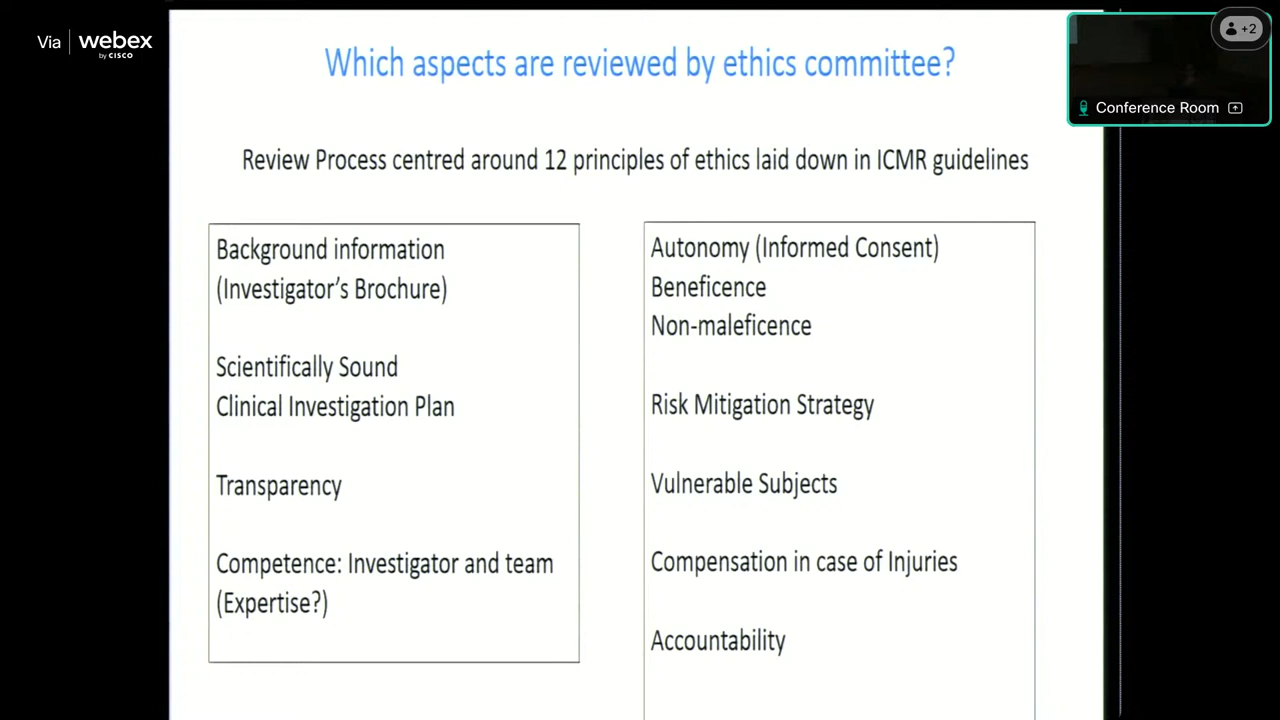 Via webex
by CISCO
+2
Conference Room
Which aspects are reviewed by ethics committee?
Review Process centred around 12 principles of ethics laid down in ICMR guidelines
Background information
(Investigator's Brochure)
Scientifically Sound
Clinical Investigation Plan
Transparency
Competence: Investigator and team
(Expertise?)
Autonomy (Informed Consent)
Beneficence
Non-maleficence
Risk Mitigation Strategy
Vulnerable Subjects
Compensation in case of Injuries
Accountability